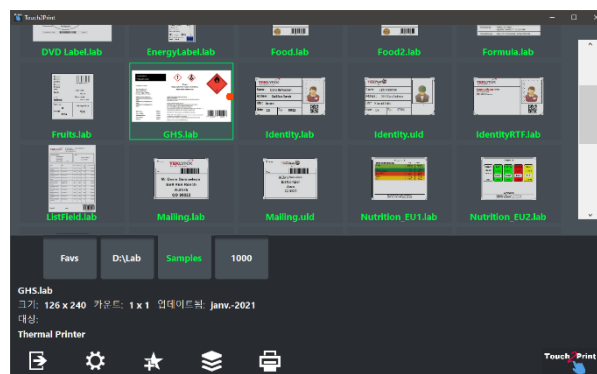 Touch2Print
DVD Label.lab EnergyLabel.lab Food.lab Food2.lab Formula.lab
Fruits.lab GHS.lab Identity.lab Identity.uld IdentityRTF.lab
ListField.lab Mailing.lab Mailing.uld Nutrition_EU1.lab Nutrition_EU2.lab
Favs D:\Lab Samples 1000
GHS.lab
크기: 126 x 240 카운트: 1 x 1 업데이트됨: janv.-2021
대상:
Thermal Printer
Touch2Print